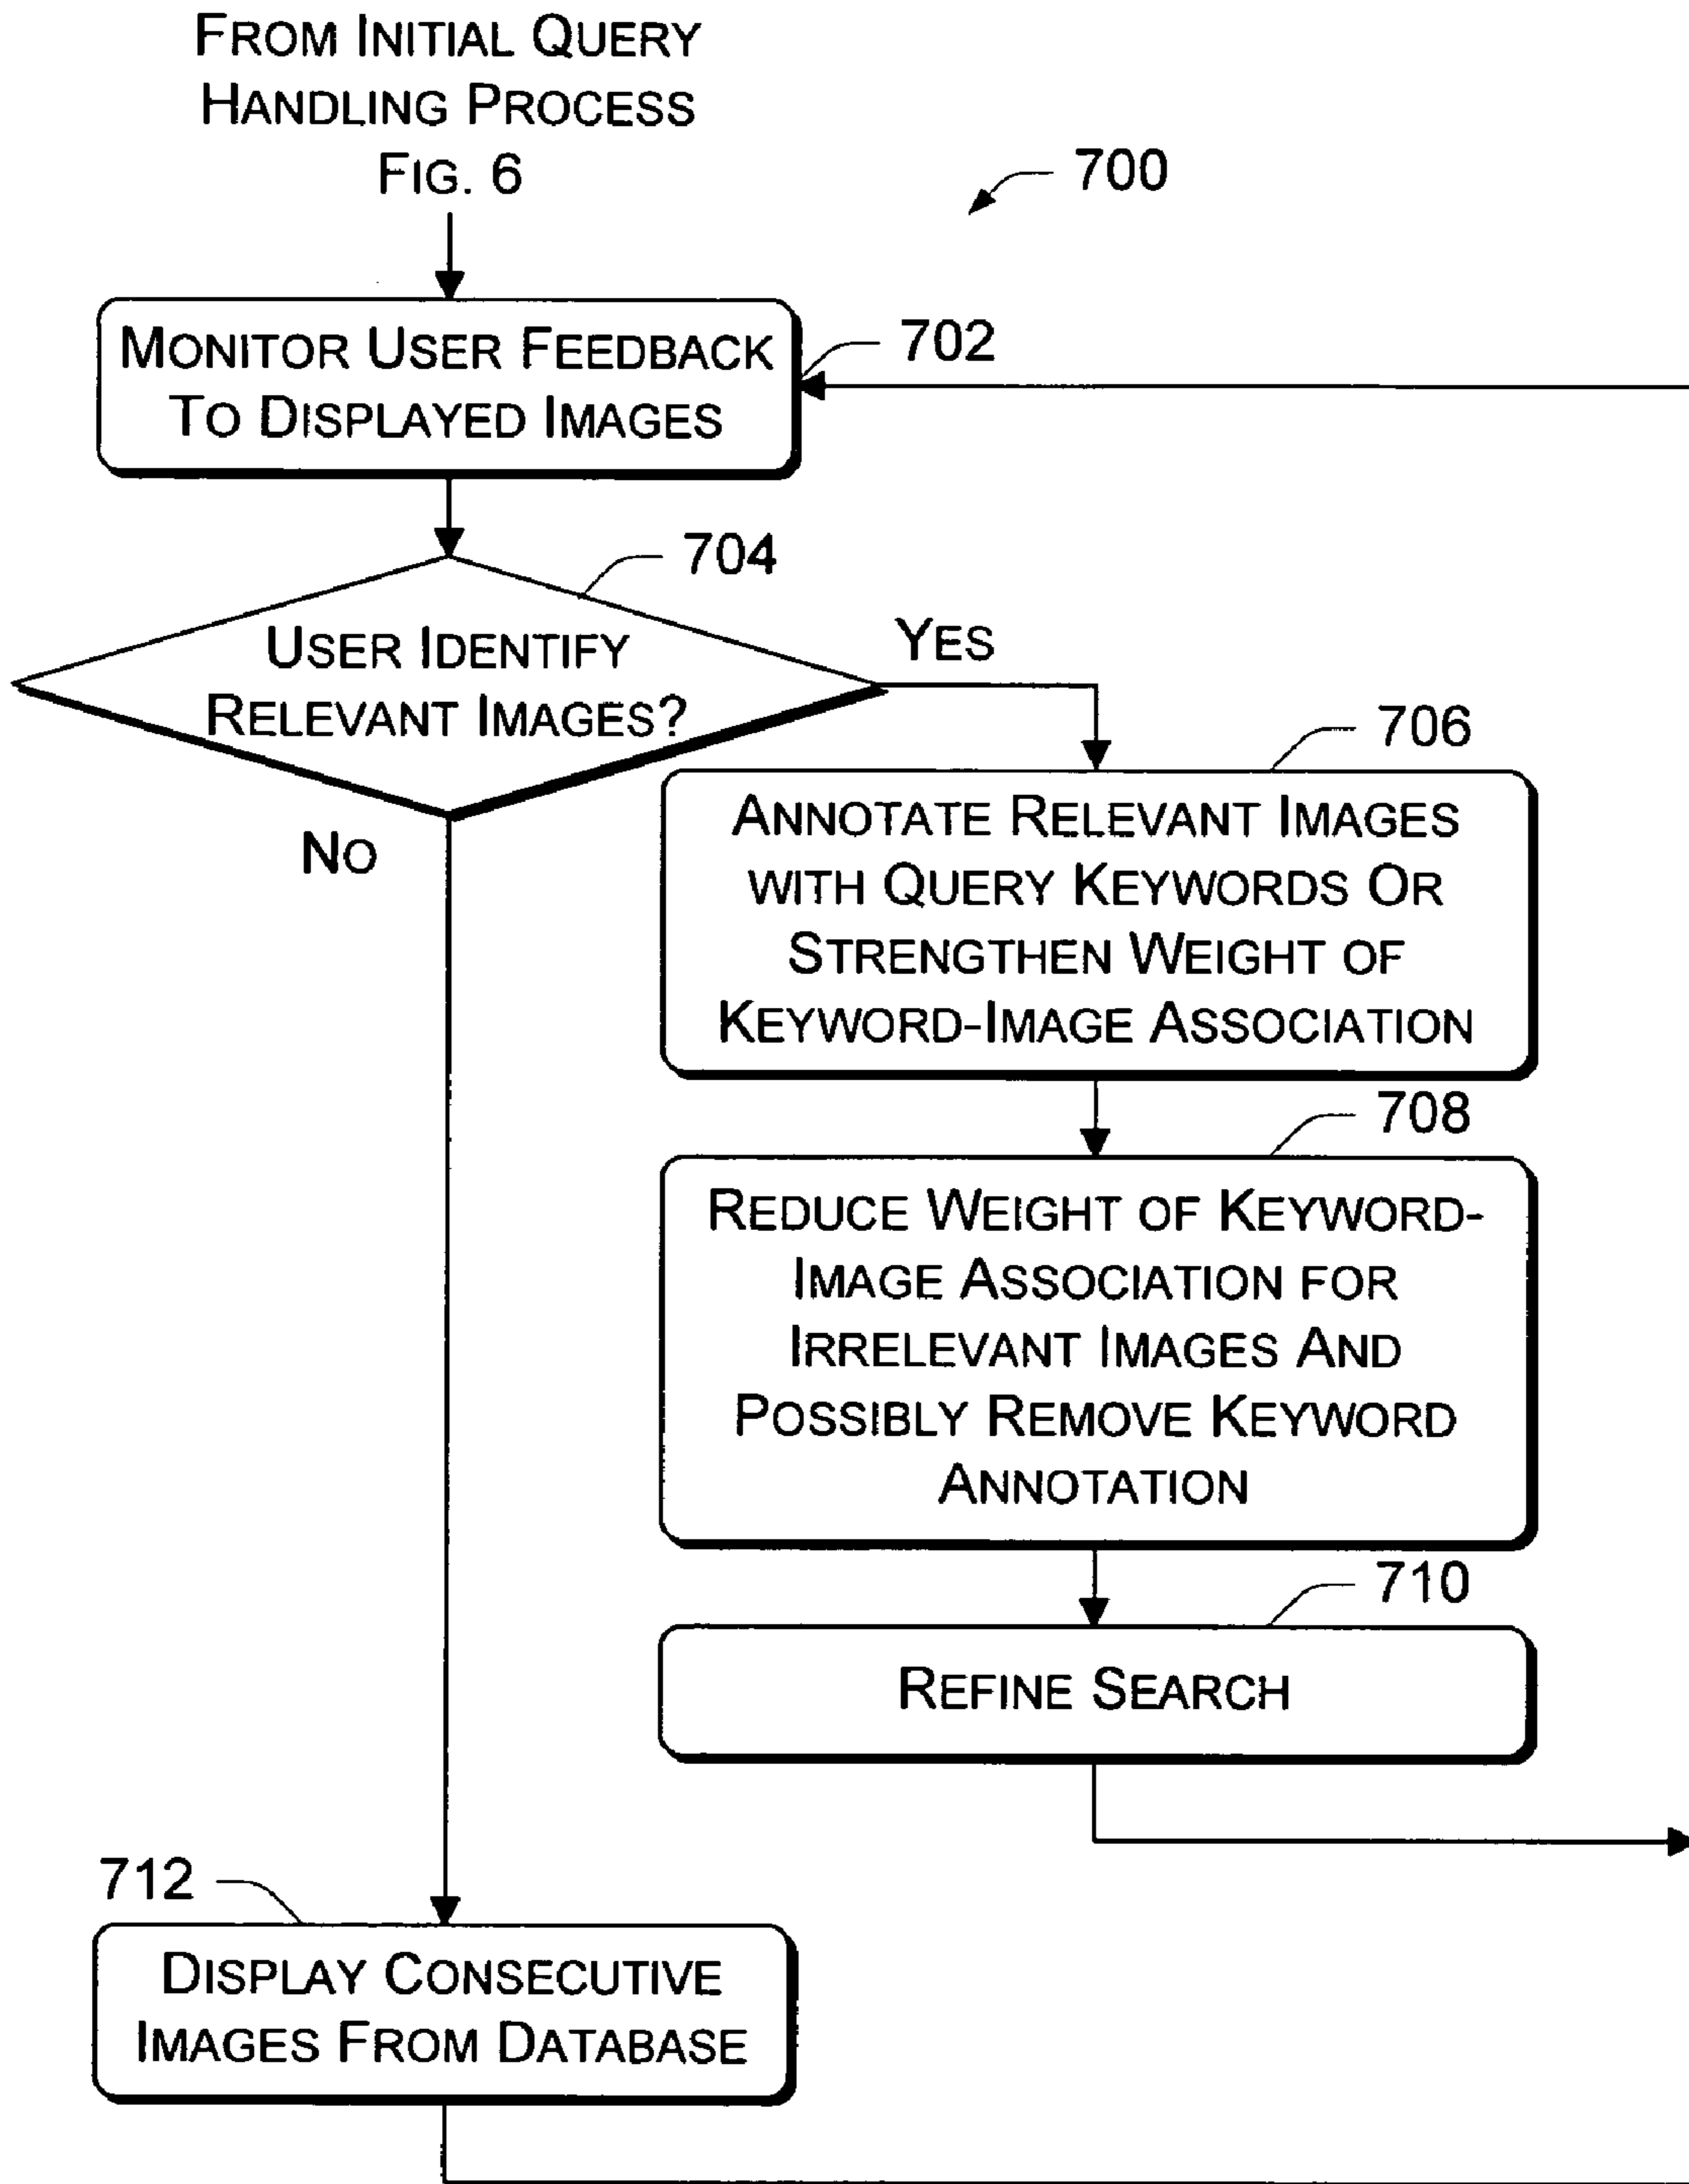 FROM INITIAL QUERY
HANDLING PROCESS
FIG. 6
700
MONITOR USER FEEDBACK
TO DISPLAYED IMAGES
702
704
USER IDENTIFY
RELEVANT IMAGES?
YES
NO
706
ANNOTATE RELEVANT IMAGES
WITH QUERY KEYWORDS OR
STRENGTHEN WEIGHT OF
KEYWORD-IMAGE ASSOCIATION
708
REDUCE WEIGHT OF KEYWORD-
IMAGE ASSOCIATION FOR
IRRELEVANT IMAGES AND
POSSIBLY REMOVE KEYWORD
ANNOTATION
710
REFINE SEARCH
712
DISPLAY CONSECUTIVE
IMAGES FROM DATABASE